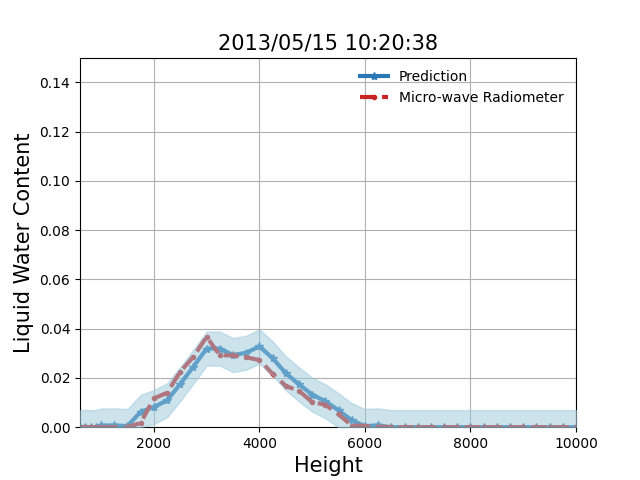 2013/05/15 10:20:38
Prediction
Micro-wave Radiometer
Liquid Water Content
0.14
0.12
0.10
0.08
0.06
0.04
0.02
0.00
2000 4000 6000 8000 10000
Height